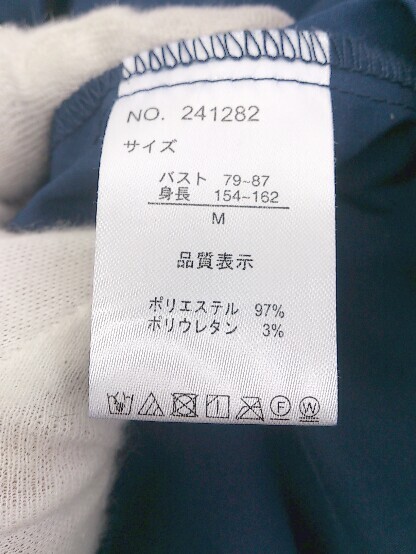 NO. 241282
サイズ
バスト 79~87
身長 154~162
M
品質表示
ポリエステル 97%
ポリウレタン 3%
F W